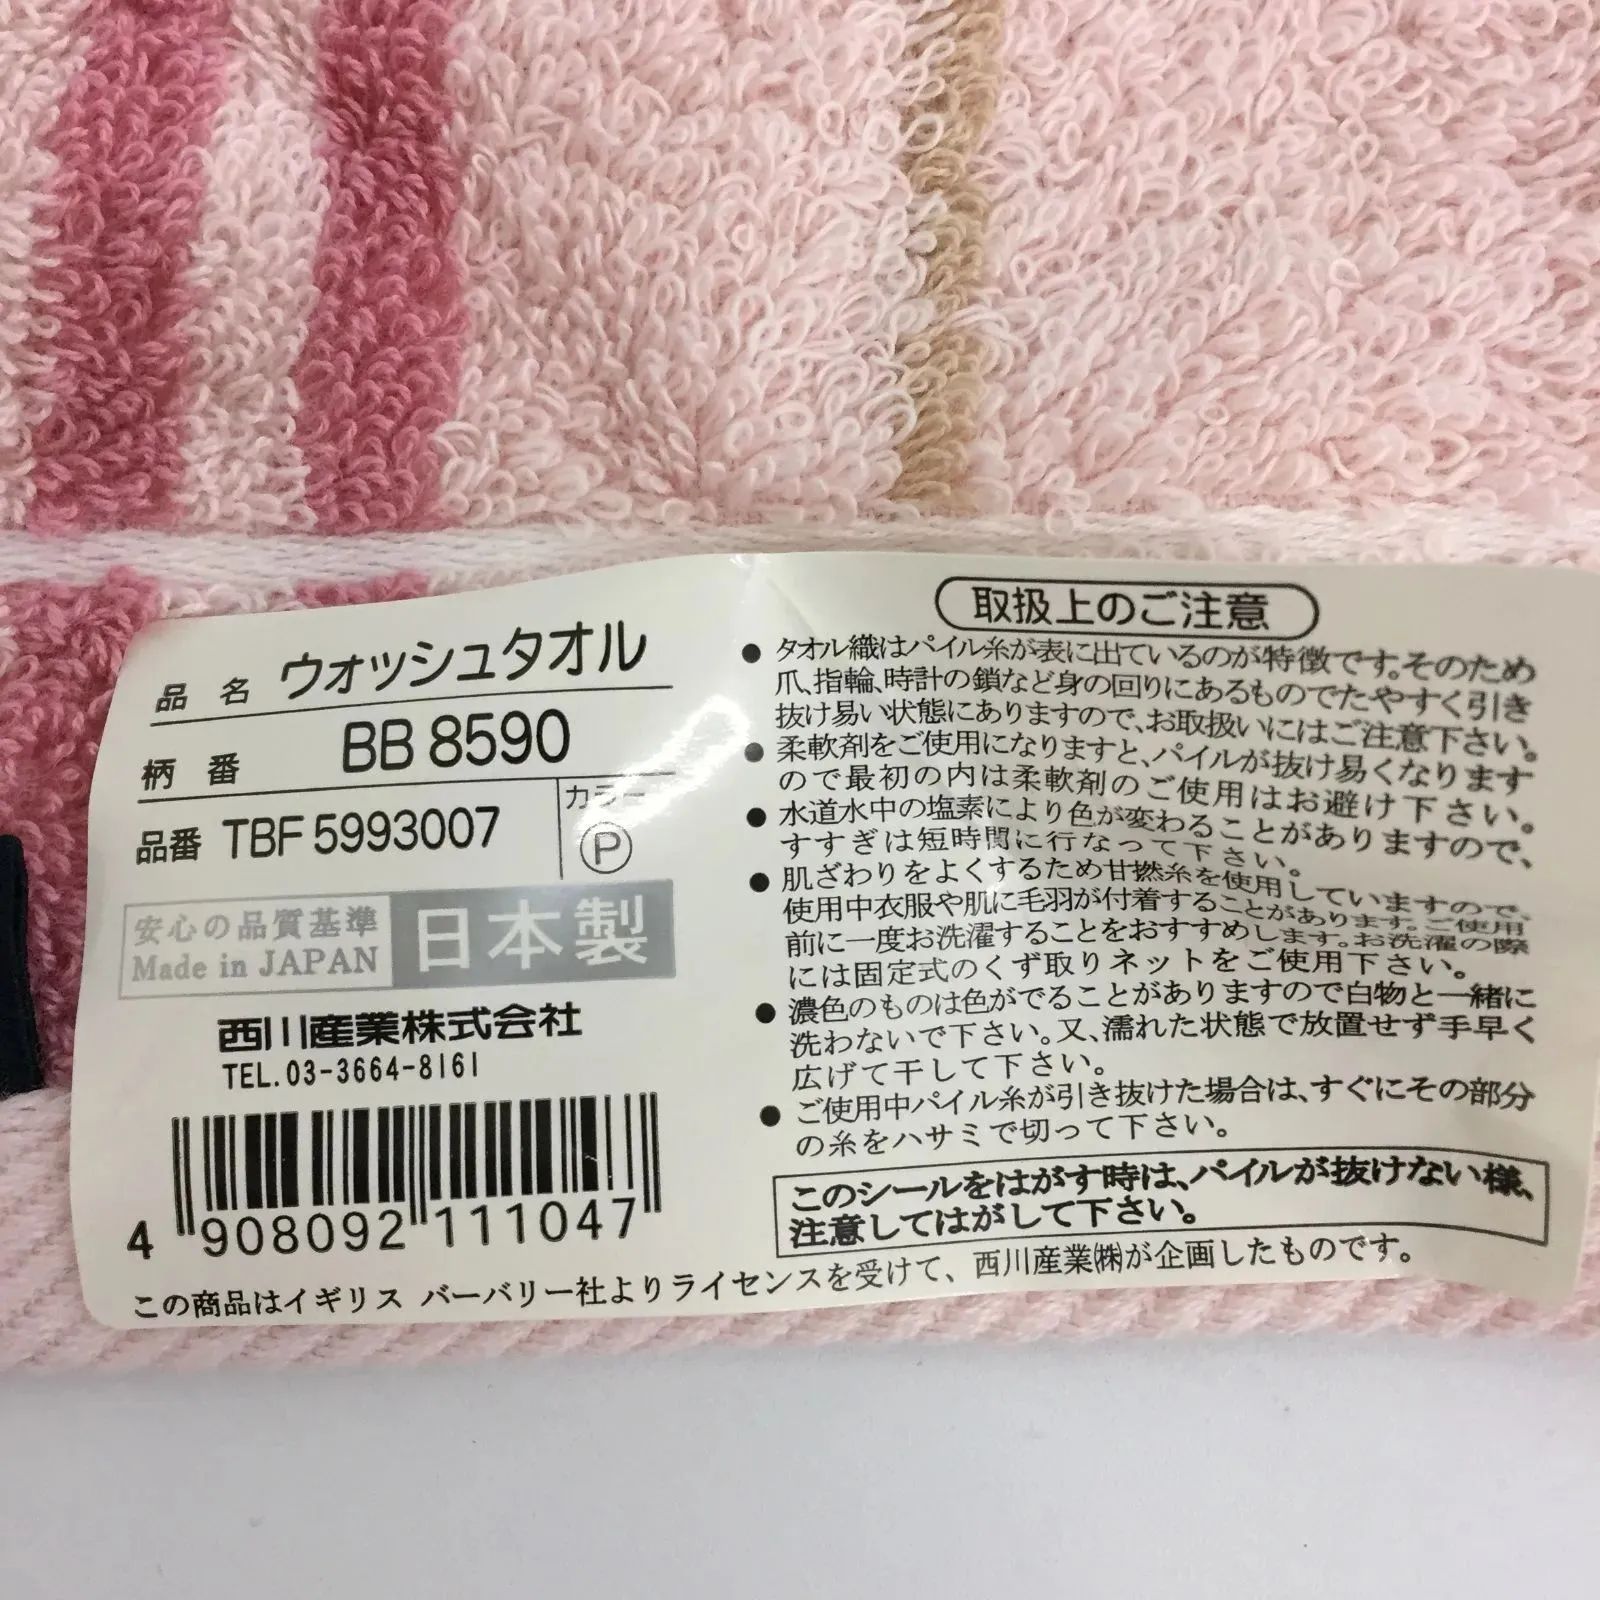 品名 ウォッシュタオル
柄番 BB 8590
品番 TBF 5993007
カラー
P
安心の品質基準
Made in JAPAN
日本製
西川産業株式会社
TEL. 03-3664-8161
4 908092 111047
取扱上のご注意
● タオル織はパイル糸が表に出ているのが特徴です。そのため
爪、指輪、時計の鎖など身の回りにあるものでたやすく引き
抜け易い状態にありますので、お取扱いにはご注意下さい。
● 柔軟剤をご使用になりますと、パイルが抜け易くなります
ので最初の内は柔軟剤のご使用はお避け下さい。
● 水道水中の塩素により色が変わることがありますので、
すすぎは短時間に行なって下さい。
● 肌ざわりをよくするため甘撚糸を使用していますので、
使用中衣服や肌に毛羽が付着することがあります。ご使用
前に一度お洗濯することをおすすめします。お洗濯の際
には固定式のくず取りネットをご使用下さい。
● 濃色のものは色がでることがありますので白物と一緒に
洗わないで下さい。又、濡れた状態で放置せず手早く
広げて干して下さい。
● ご使用中パイル糸が引き抜けた場合は、すぐにその部分
の糸をハサミで切って下さい。
このシールをはがす時は、パイルが抜けない様、
注意してはがして下さい。
この商品はイギリス バーバリー社よりライセンスを受けて、西川産業㈱が企画したものです。